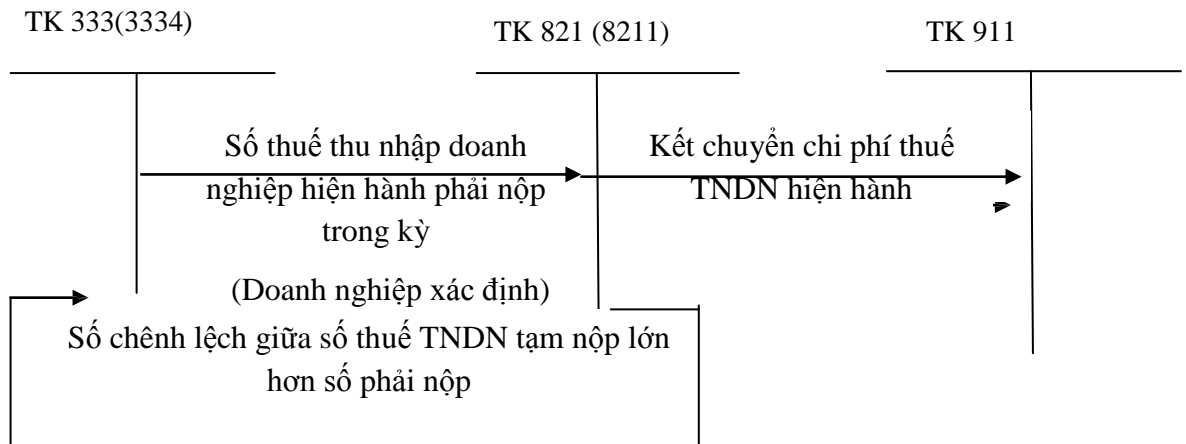 TK 333(3334)
TK 821 (8211)
TK 911
Số thuế thu nhập doanh
nghiệp hiện hành phải nộp
trong kỳ
(Doanh nghiệp xác định)
Kết chuyển chi phí thuế
TNDN hiện hành
Số chênh lệch giữa số thuế TNDN tạm nộp lớn
hơn số phải nộp